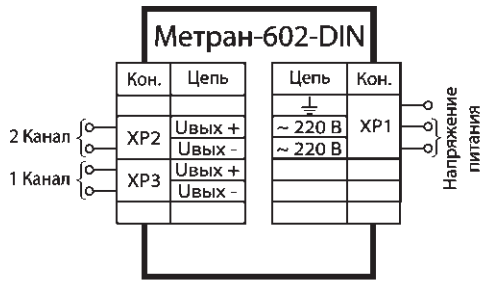 Метран-602-DIN
Кон. Цепь Цепь Кон.
2 Канал XP2 Uвых + ~ 220 В XP1
Uвых - ~ 220 В
1 Канал XP3 Uвых +
Uвых -
Напряжение
питания